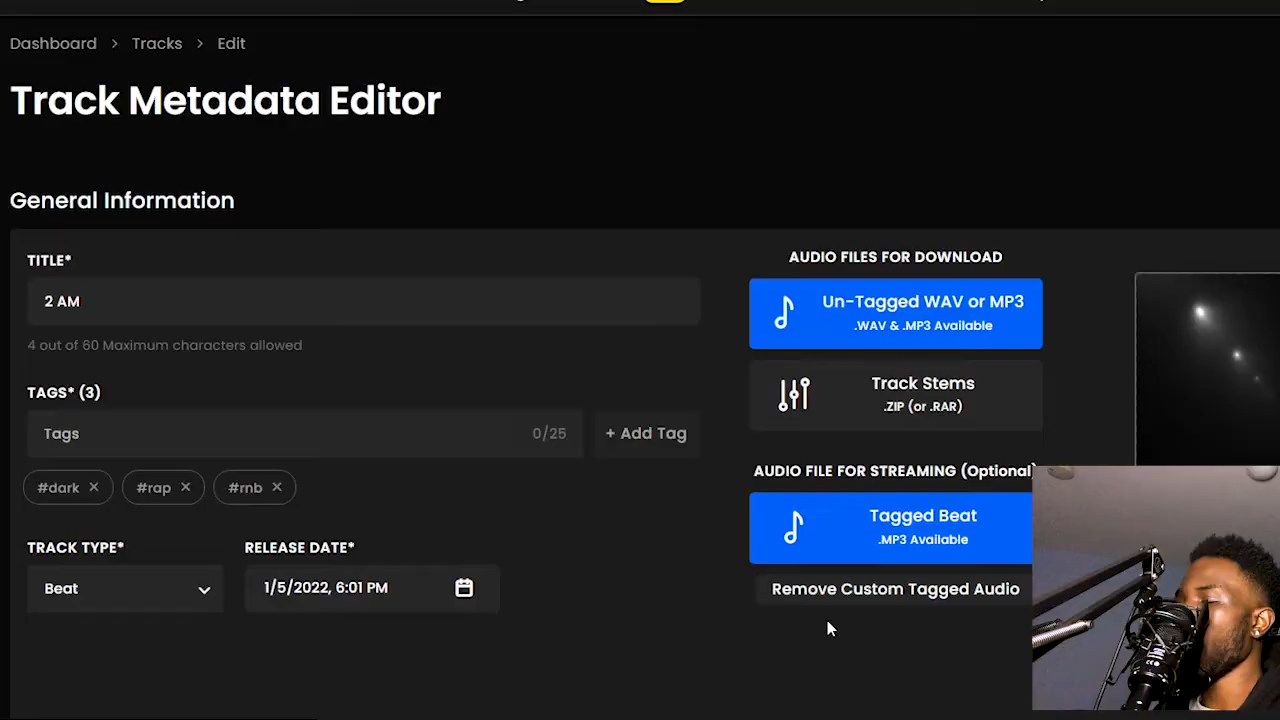 Dashboard > Tracks > Edit
Track Metadata Editor
General Information
TITLE*
2 AM
4 out of 60 Maximum characters allowed
TAGS* (3)
Tags 0/25 + Add Tag
#dark × #rap × #rnb ×
TRACK TYPE* RELEASE DATE*
Beat 1/5/2022, 6:01 PM
AUDIO FILES FOR DOWNLOAD
Un-Tagged WAV or MP3
.WAV & .MP3 Available
Track Stems
.ZIP (or .RAR)
AUDIO FILE FOR STREAMING (Optional)
Tagged Beat
.MP3 Available
Remove Custom Tagged Audio